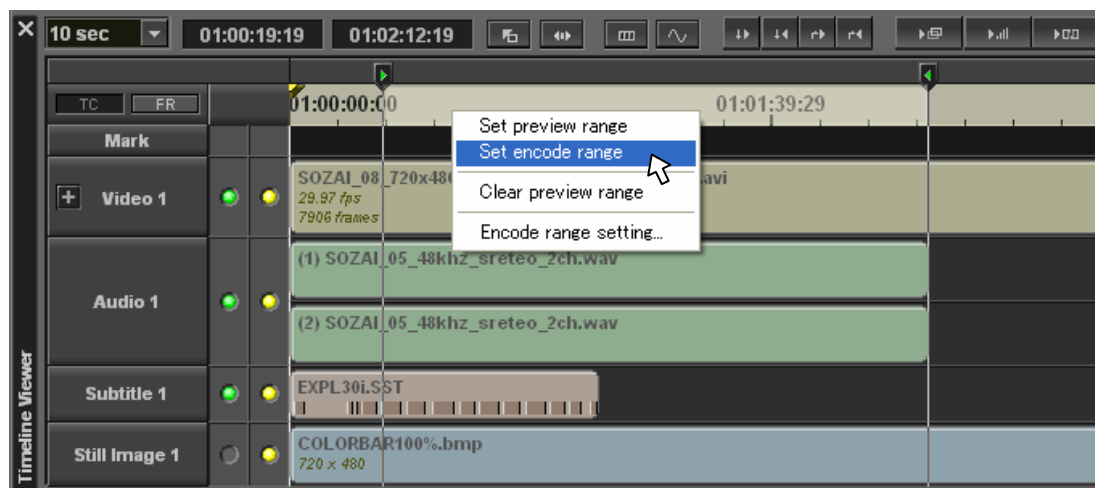 10 sec
01:00:19:19
01:02:12:19
TC
FR
01:00:00:00
01:01:39:29
Set preview range
Set encode range
Clear preview range
Encode range setting...
Mark
Video 1
SOZAI_08_720x48
.avi
29.97 fps
7906 frames
Audio 1
(1) SOZAI_05_48khz_sreteo_2ch.wav
(2) SOZAI_05_48khz_sreteo_2ch.wav
Subtitle 1
EXPL30i.SST
Still Image 1
COLORBAR100%.bmp
720 x 480
Timeline Viewer